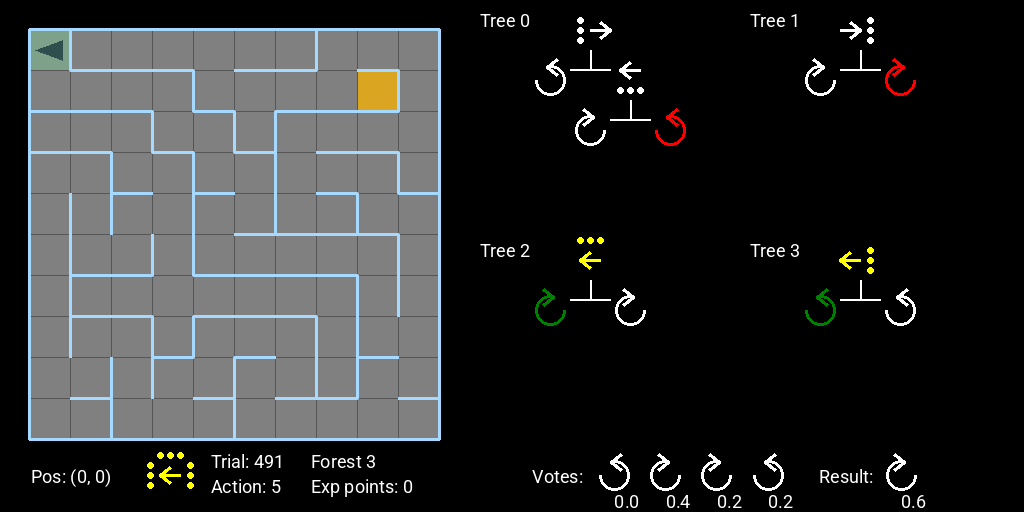 Tree 0
Tree 1
Tree 2
Tree 3
Pos: (0, 0)
Trial: 491
Forest 3
Action: 5
Exp points: 0
Votes:
0.0
0.4
0.2
0.2
Result:
0.6